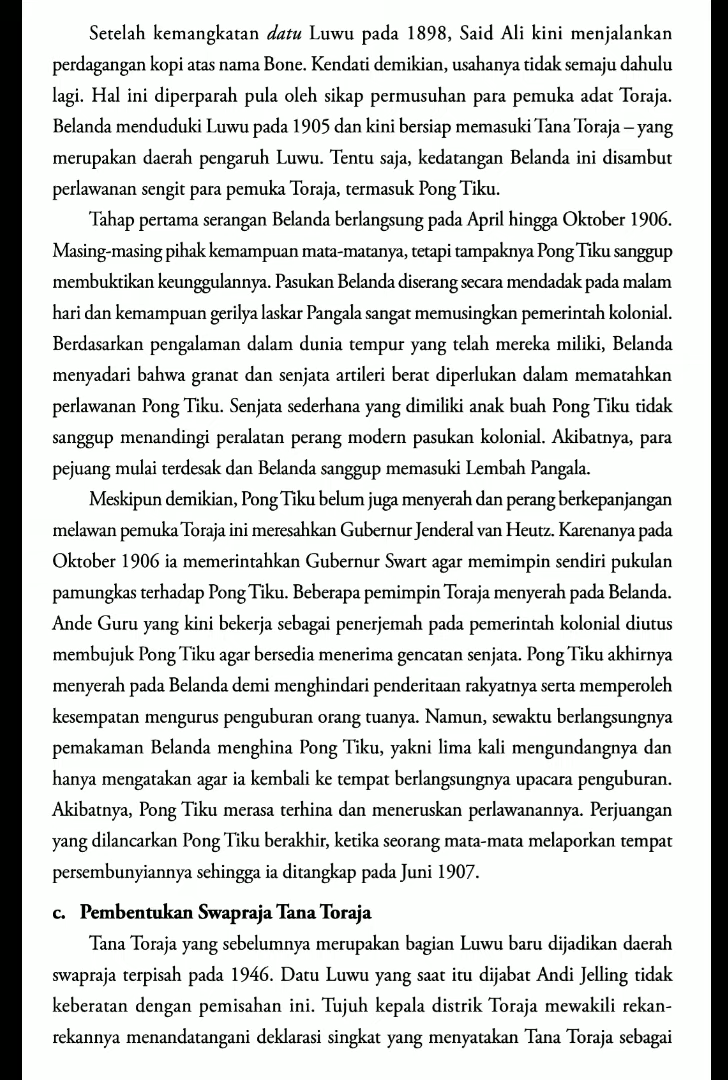 Setelah kemangkatan datu Luwu pada 1898, Said Ali kini menjalankan
perdagangan kopi atas nama Bone. Kendati demikian, usahanya tidak semaju dahulu
lagi. Hal ini diperparah pula oleh sikap permusuhan para pemuka adat Toraja.
Belanda menduduki Luwu pada 1905 dan kini bersiap memasuki Tana Toraja – yang
merupakan daerah pengaruh Luwu. Tentu saja, kedatangan Belanda ini disambut
perlawanan sengit para pemuka Toraja, termasuk Pong Tiku.
Tahap pertama serangan Belanda berlangsung pada April hingga Oktober 1906.
Masing-masing pihak kemampuan mata-matanya, tetapi tampaknya Pong Tiku sanggup
membuktikan keunggulannya. Pasukan Belanda diserang secara mendadak pada malam
hari dan kemampuan gerilya laskar Pangala sangat memusingkan pemerintah kolonial.
Berdasarkan pengalaman dalam dunia tempur yang telah mereka miliki, Belanda
menyadari bahwa granat dan senjata artileri berat diperlukan dalam mematahkan
perlawanan Pong Tiku. Senjata sederhana yang dimiliki anak buah Pong Tiku tidak
sanggup menandingi peralatan perang modern pasukan kolonial. Akibatnya, para
pejuang mulai terdesak dan Belanda sanggup memasuki Lembah Pangala.
Meskipun demikian, Pong Tiku belum juga menyerah dan perang berkepanjangan
melawan pemuka Toraja ini meresahkan Gubernur Jenderal van Heutz. Karenanya pada
Oktober 1906 ia memerintahkan Gubernur Swart agar memimpin sendiri pukulan
pamungkas terhadap Pong Tiku. Beberapa pemimpin Toraja menyerah pada Belanda.
Ande Guru yang kini bekerja sebagai penerjemah pada pemerintah kolonial diutus
membujuk Pong Tiku agar bersedia menerima gencatan senjata. Pong Tiku akhirnya
menyerah pada Belanda demi menghindari penderitaan rakyatnya serta memperoleh
kesempatan mengurus penguburan orang tuanya. Namun, sewaktu berlangsungnya
pemakaman Belanda menghina Pong Tiku, yakni lima kali mengundangnya dan
hanya mengatakan agar ia kembali ke tempat berlangsungnya upacara penguburan.
Akibatnya, Pong Tiku merasa terhina dan meneruskan perlawanannya. Perjuangan
yang dilancarkan Pong Tiku berakhir, ketika seorang mata-mata melaporkan tempat
persembunyiannya sehingga ia ditangkap pada Juni 1907.
c. Pembentukan Swapraja Tana Toraja
Tana Toraja yang sebelumnya merupakan bagian Luwu baru dijadikan daerah
swapraja terpisah pada 1946. Datu Luwu yang saat itu dijabat Andi Jelling tidak
keberatan dengan pemisahan ini. Tujuh kepala distrik Toraja mewakili rekan-
rekannya menandatangani deklarasi singkat yang menyatakan Tana Toraja sebagai